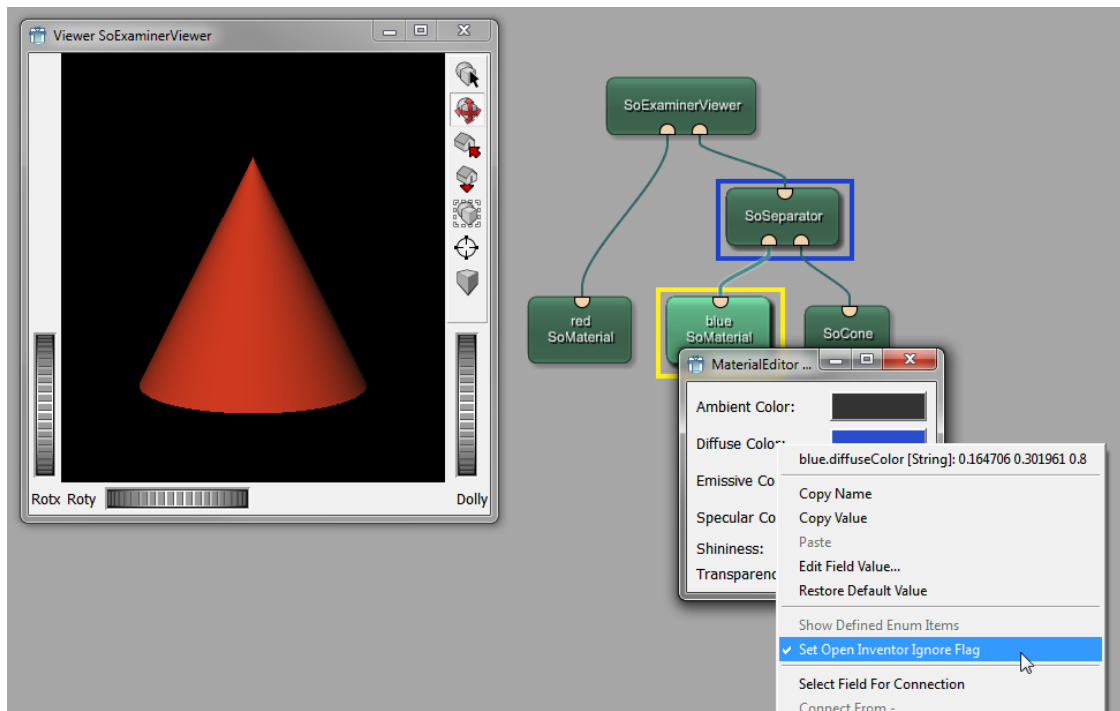 Viewer SoExaminerViewer
Rotx Roty
Dolly
SoExaminerViewer
SoSeparator
red
SoMaterial
blue
SoMaterial
SoCone
MaterialEditor ...
Ambient Color:
Diffuse Color:
Emissive Co
Specular Co
Shininess:
Transparenc
blue.diffuseColor [String]: 0.164706 0.301961 0.8
Copy Name
Copy Value
Paste
Edit Field Value...
Restore Default Value
Show Defined Enum Items
Set Open Inventor Ignore Flag
Select Field For Connection
Connect From -